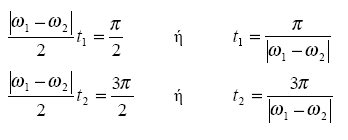 |ω₁ − ω₂|/2 t₁ = π/2 ή t₁ = π/|ω₁ − ω₂|
|ω₁ − ω₂|/2 t₂ = 3π/2 ή t₂ = 3π/|ω₁ − ω₂|